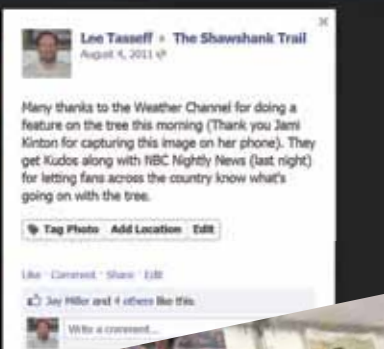 Lee Tasseff ▸ The Shawshank Trail
August 4, 2011
Many thanks to the Weather Channel for doing a
feature on the tree this morning (Thank you Jami
Kinton for capturing this image on her phone). They
get Kudos along with NBC Nightly News (last night)
for letting fans across the country know what's
going on with the tree.
Tag Photo Add Location Edit
Like · Comment · Share · Edit
Jay Miller and 4 others like this.
Write a comment...